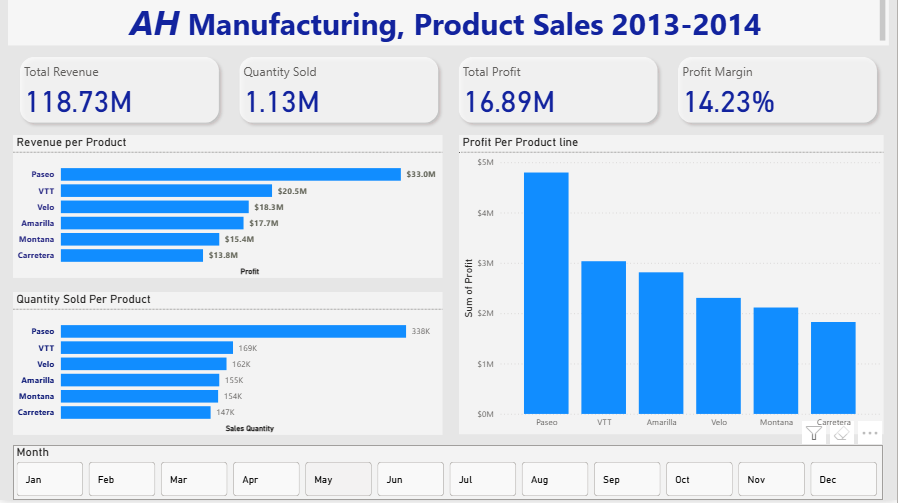 AH Manufacturing, Product Sales 2013-2014
Total Revenue
118.73M
Quantity Sold
1.13M
Total Profit
16.89M
Profit Margin
14.23%
Revenue per Product
Paseo $33.0M
VTT $20.5M
Velo $18.3M
Amarilla $17.7M
Montana $15.4M
Carretera $13.8M
Profit
Quantity Sold Per Product
Paseo 338K
VTT 169K
Velo 162K
Amarilla 155K
Montana 154K
Carretera 147K
Sales Quantity
Profit Per Product line
Sum of Profit
$5M
$4M
$3M
$2M
$1M
$0M
Paseo VTT Amarilla Velo Montana Carretera
Month
Jan Feb Mar Apr May Jun Jul Aug Sep Oct Nov Dec